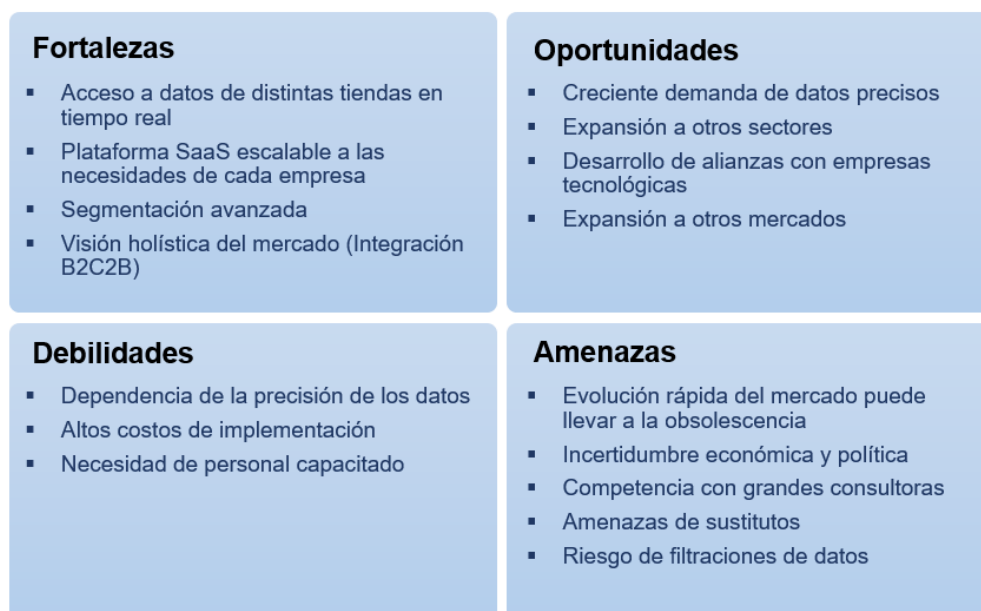 Fortalezas
▪ Acceso a datos de distintas tiendas en
tiempo real
▪ Plataforma SaaS escalable a las
necesidades de cada empresa
▪ Segmentación avanzada
▪ Visión holística del mercado (Integración
B2C2B)
Oportunidades
▪ Creciente demanda de datos precisos
▪ Expansión a otros sectores
▪ Desarrollo de alianzas con empresas
tecnológicas
▪ Expansión a otros mercados
Debilidades
▪ Dependencia de la precisión de los datos
▪ Altos costos de implementación
▪ Necesidad de personal capacitado
Amenazas
▪ Evolución rápida del mercado puede
llevar a la obsolescencia
▪ Incertidumbre económica y política
▪ Competencia con grandes consultoras
▪ Amenazas de sustitutos
▪ Riesgo de filtraciones de datos